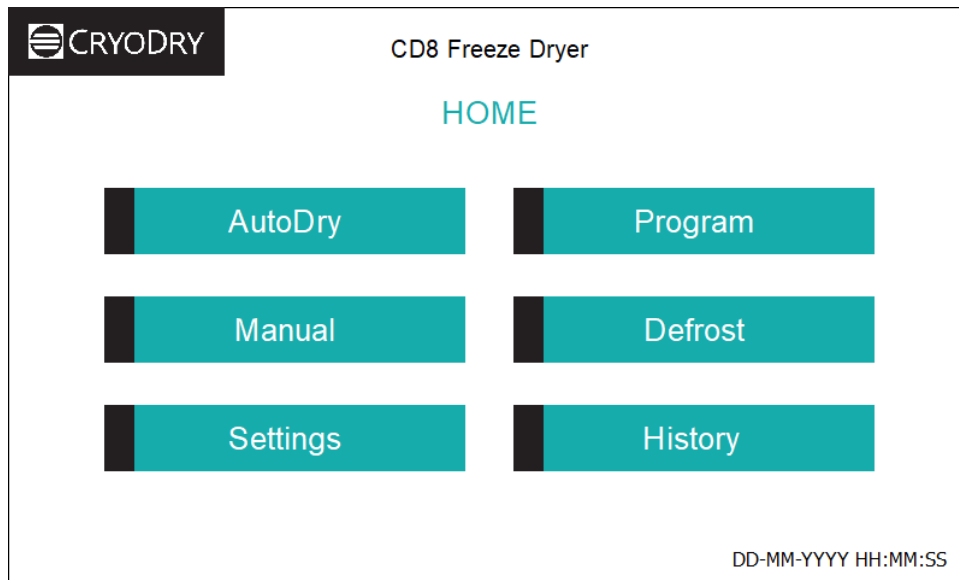 CRYODRY
CD8 Freeze Dryer
HOME
AutoDry
Program
Manual
Defrost
Settings
History
DD-MM-YYYY HH:MM:SS